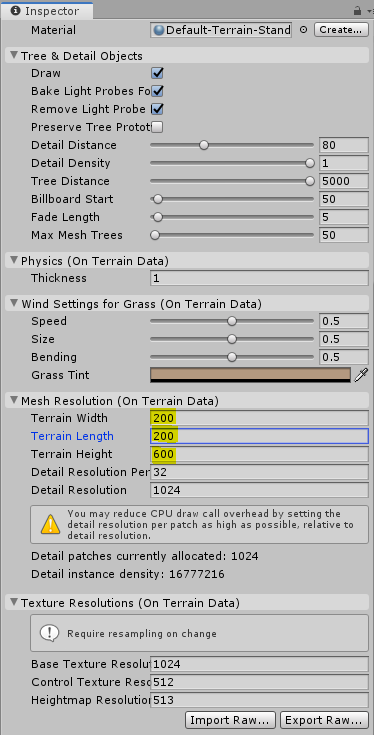 Inspector
Material Default-Terrain-Stand Create...
Tree & Detail Objects
Draw
Bake Light Probes Fo
Remove Light Probe
Preserve Tree Protot
Detail Distance 80
Detail Density 1
Tree Distance 5000
Billboard Start 50
Fade Length 5
Max Mesh Trees 50
Physics (On Terrain Data)
Thickness 1
Wind Settings for Grass (On Terrain Data)
Speed 0.5
Size 0.5
Bending 0.5
Grass Tint
Mesh Resolution (On Terrain Data)
Terrain Width 200
Terrain Length 200
Terrain Height 600
Detail Resolution Per 32
Detail Resolution 1024
You may reduce CPU draw call overhead by setting the
detail resolution per patch as high as possible, relative to
detail resolution.
Detail patches currently allocated: 1024
Detail instance density: 16777216
Texture Resolutions (On Terrain Data)
Require resampling on change
Base Texture Resolut 1024
Control Texture Reso 512
Heightmap Resolution 513
Import Raw... Export Raw...